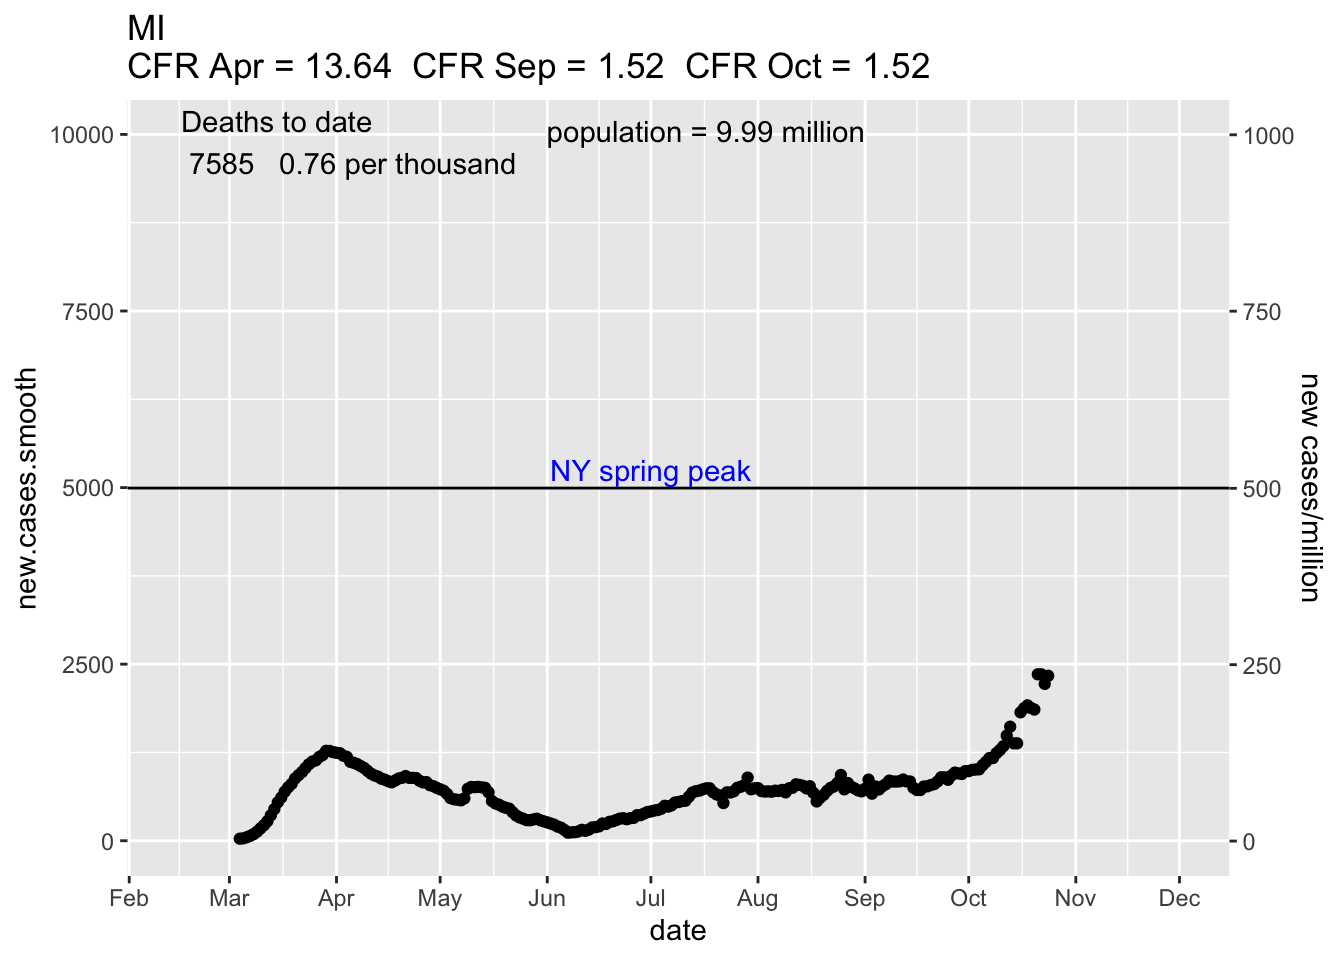 MI
CFR Apr = 13.64  CFR Sep = 1.52  CFR Oct = 1.52
Deaths to date
7585   0.76 per thousand
population = 9.99 million
NY spring peak
new.cases.smooth
10000
7500
5000
2500
0
1000
750
500
250
0
new cases/million
Feb Mar Apr May Jun Jul Aug Sep Oct Nov Dec
date